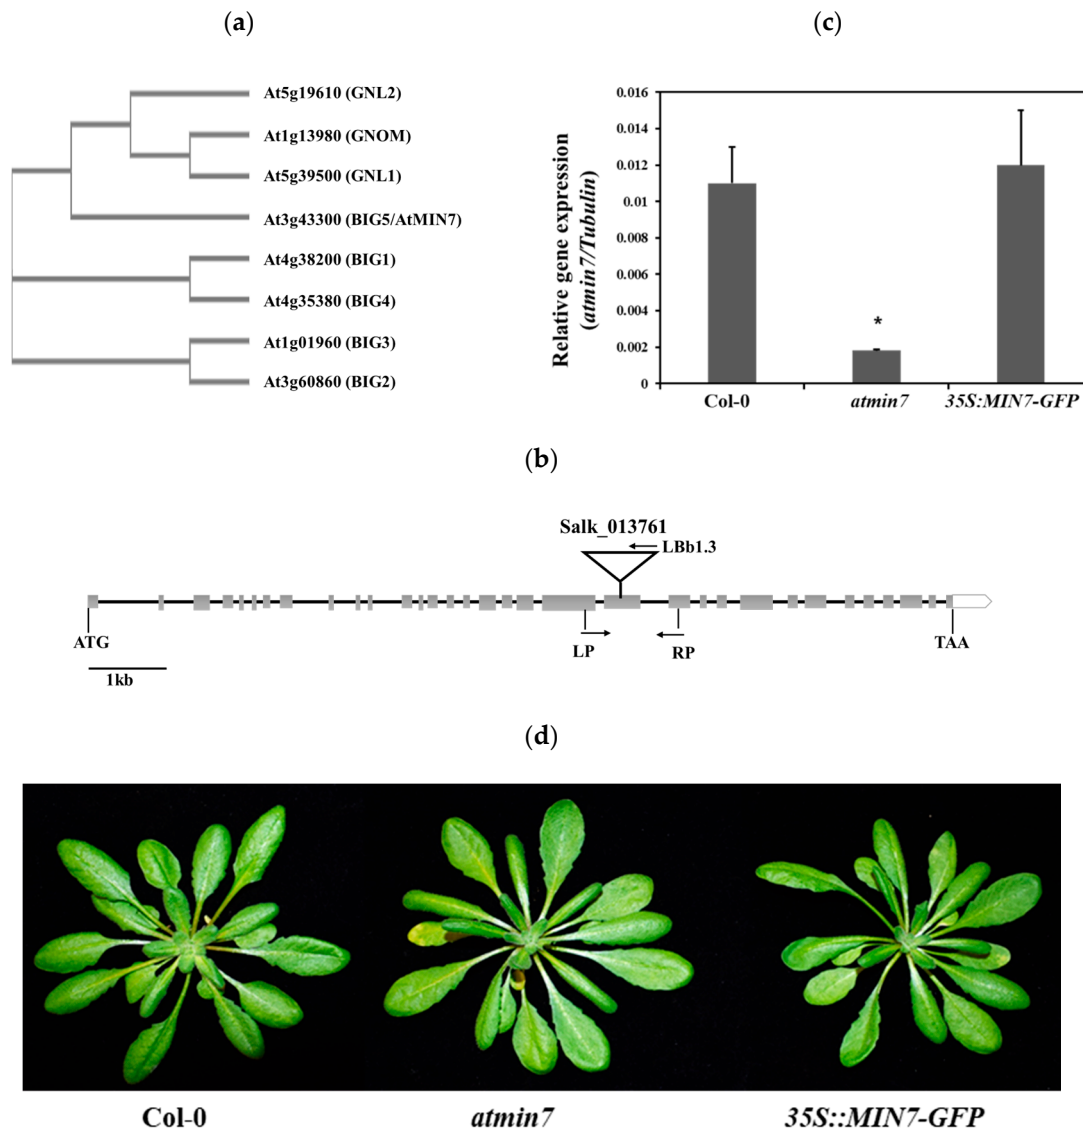 (a)
At5g19610 (GNL2)
At1g13980 (GNOM)
At5g39500 (GNL1)
At3g43300 (BIG5/AtMIN7)
At4g38200 (BIG1)
At4g35380 (BIG4)
At1g01960 (BIG3)
At3g60860 (BIG2)
(c)
Relative gene expression
(atmin7/Tubulin)
0.016
0.014
0.012
0.01
0.008
0.006
0.004
0.002
0
*
Col-0
atmin7
35S:MIN7-GFP
(b)
Salk_013761
LBb1.3
ATG
LP
RP
TAA
1kb
(d)
Col-0
atmin7
35S::MIN7-GFP